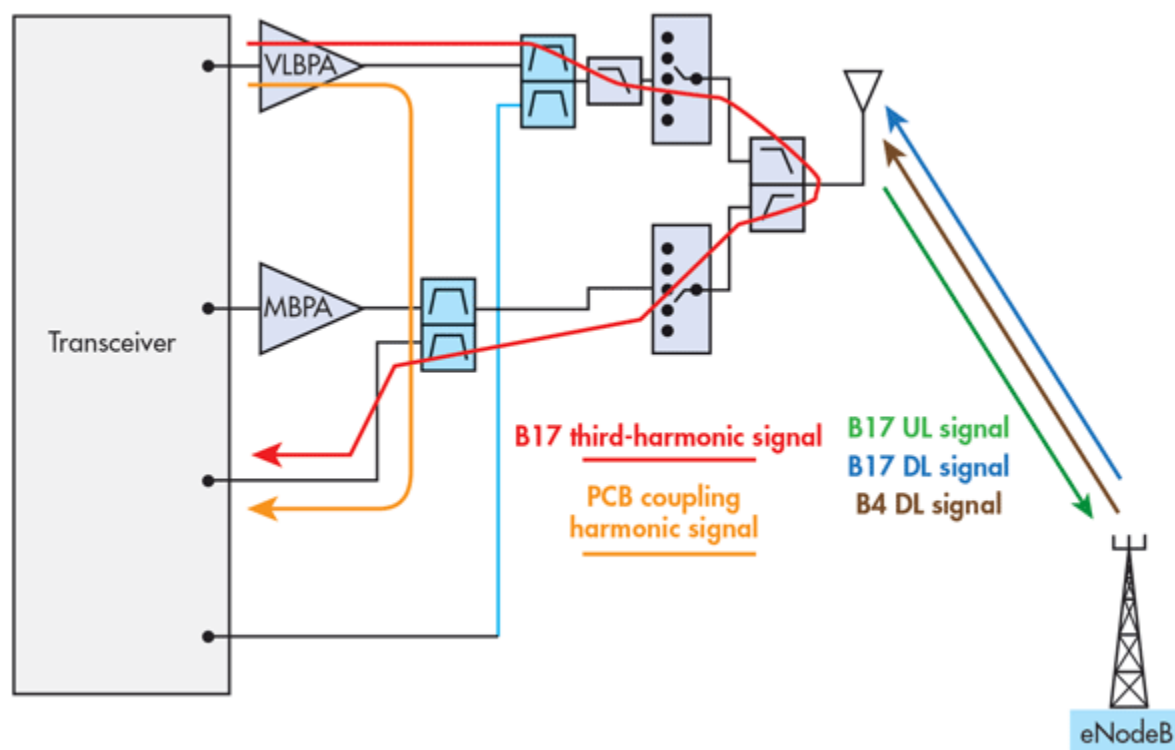 VLBPA
MBPA
Transceiver
B17 third-harmonic signal
PCB coupling
harmonic signal
B17 UL signal
B17 DL signal
B4 DL signal
eNodeB